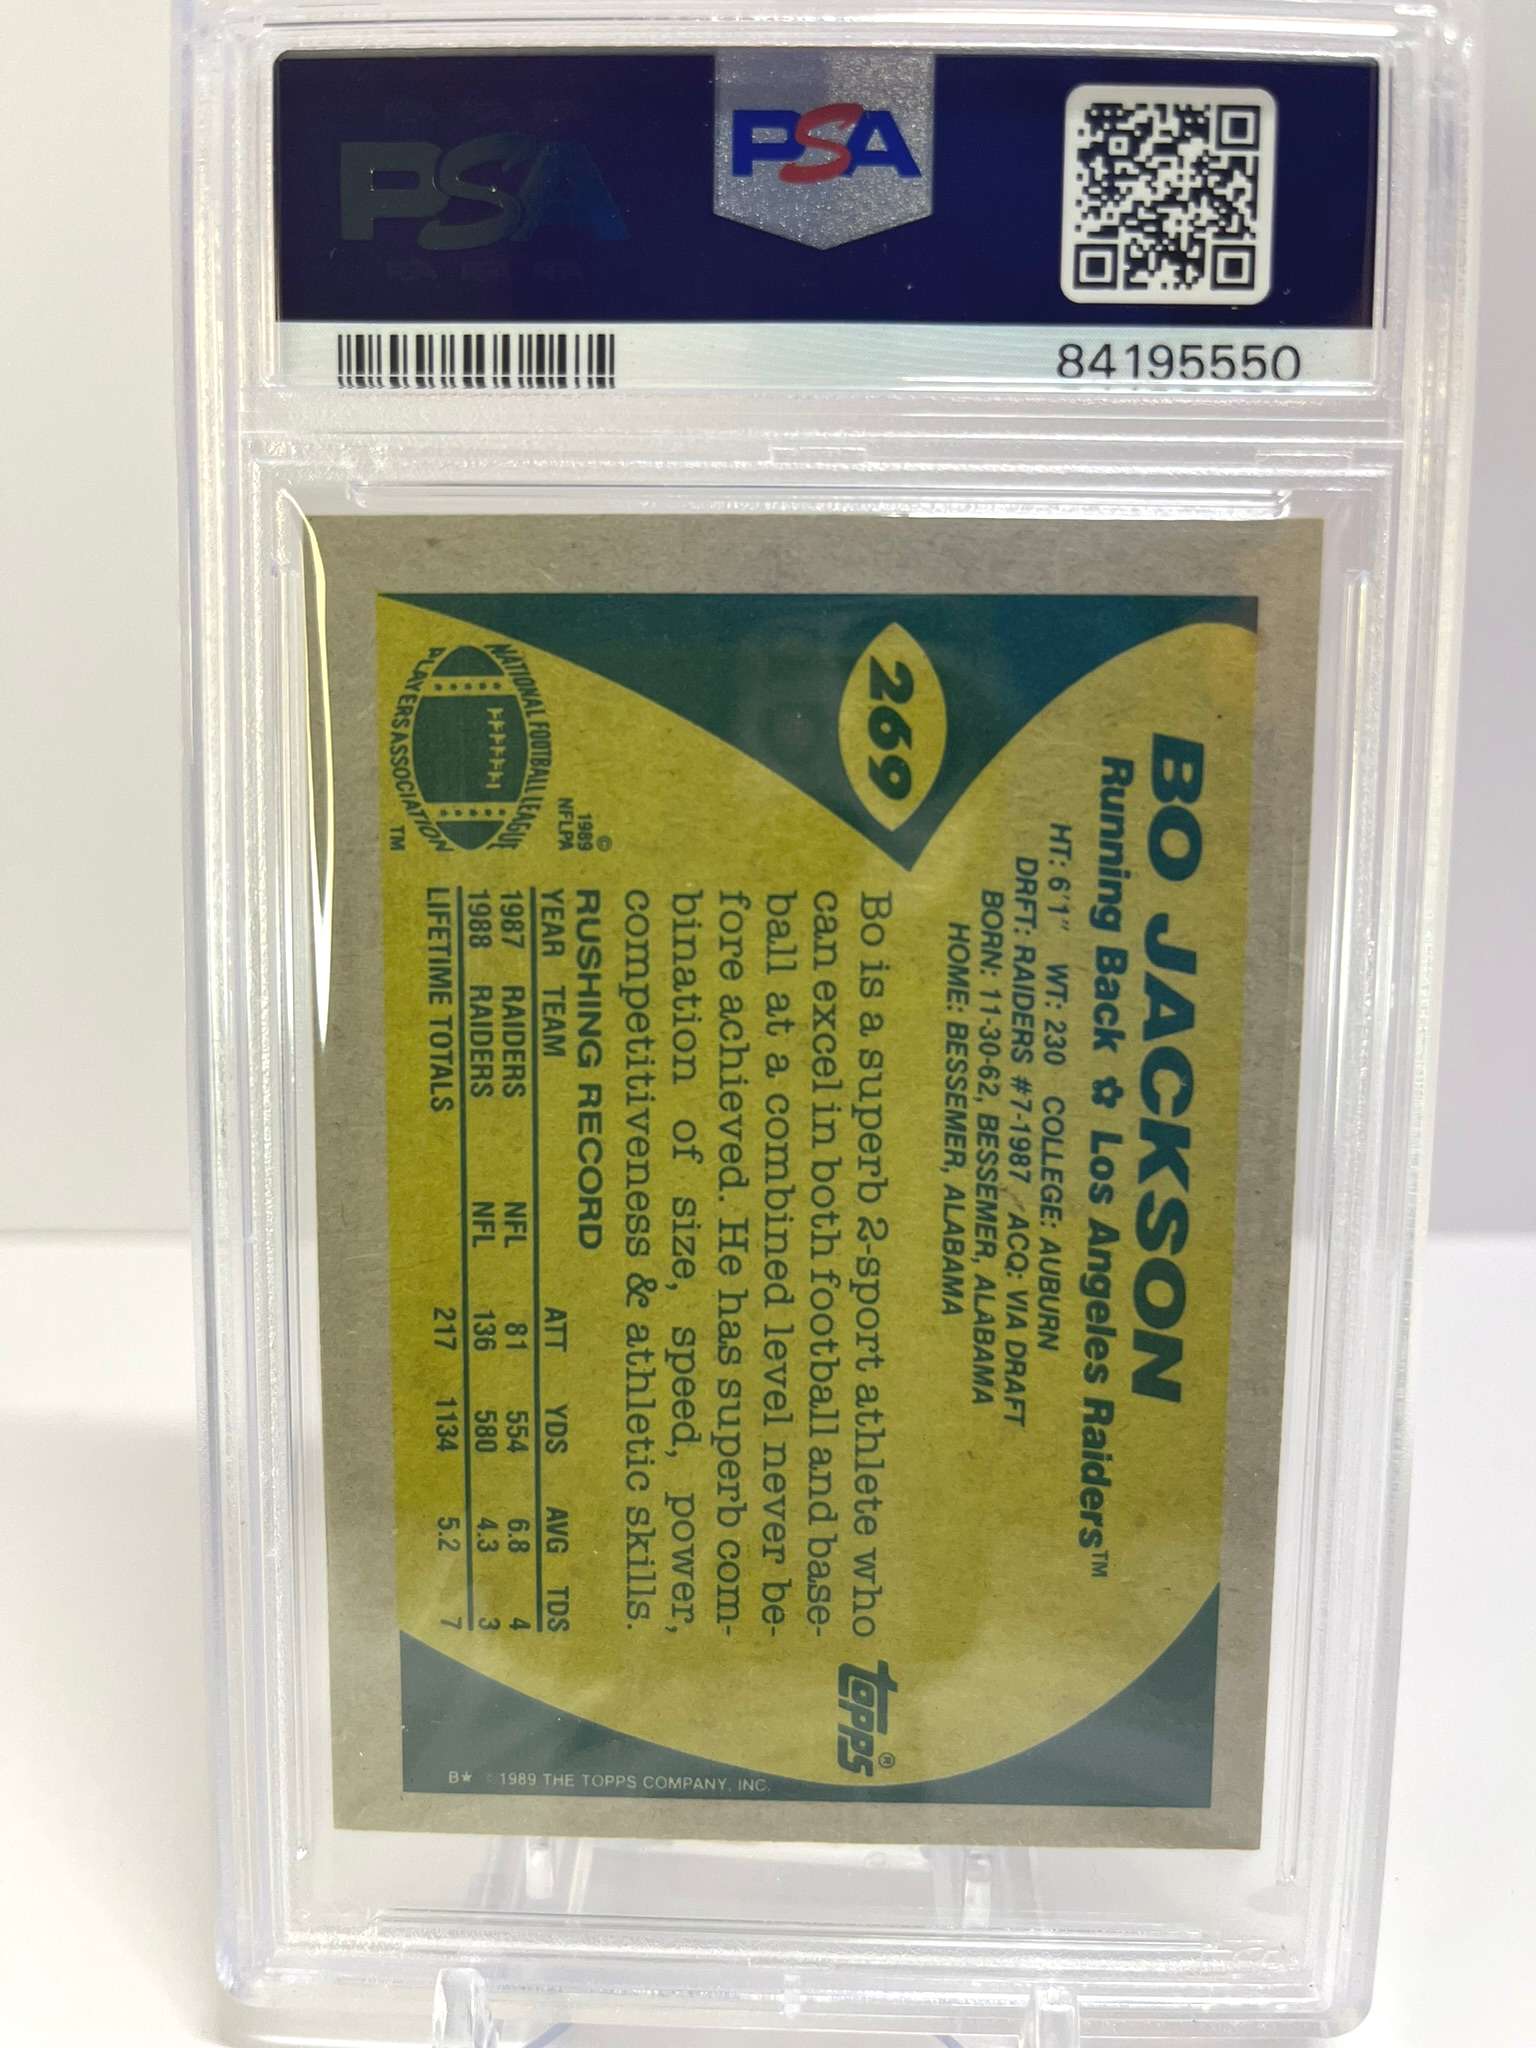 PSA
PSA
84195550
269
BO JACKSON
Running Back ✿ Los Angeles Raiders™
HT: 6'1" WT: 230 COLLEGE: AUBURN
DRFT: RAIDERS #7-1987 ACQ: VIA DRAFT
BORN: 11-30-62, BESSEMER, ALABAMA
HOME: BESSEMER, ALABAMA
Bo is a superb 2-sport athlete who
can excel in both football and base-
ball at a combined level never be-
fore achieved. He has superb com-
bination of size, speed, power,
competitiveness & athletic skills.
RUSHING RECORD
YEAR TEAM ATT YDS AVG TDS
1987 RAIDERS NFL 81 554 6.8 4
1988 RAIDERS NFL 136 580 4.3 3
LIFETIME TOTALS 217 1134 5.2 7
©
1989
NFLPA
NATIONAL FOOTBALL LEAGUE
PLAYERS ASSOCIATION TM
topps®
B★ © 1989 THE TOPPS COMPANY, INC.